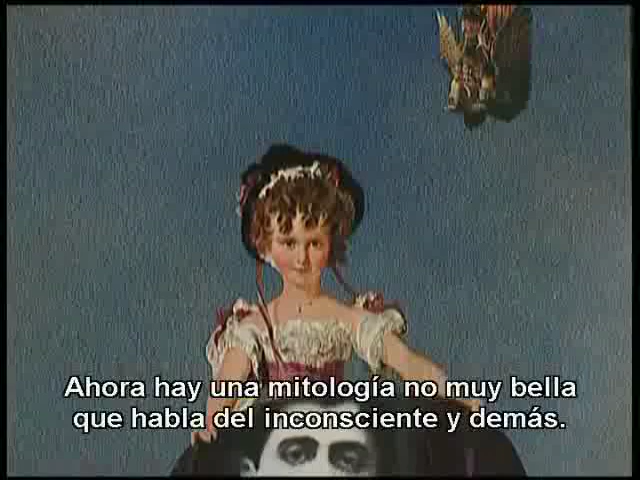 Ahora hay una mitología no muy bella
que habla del inconsciente y demás.